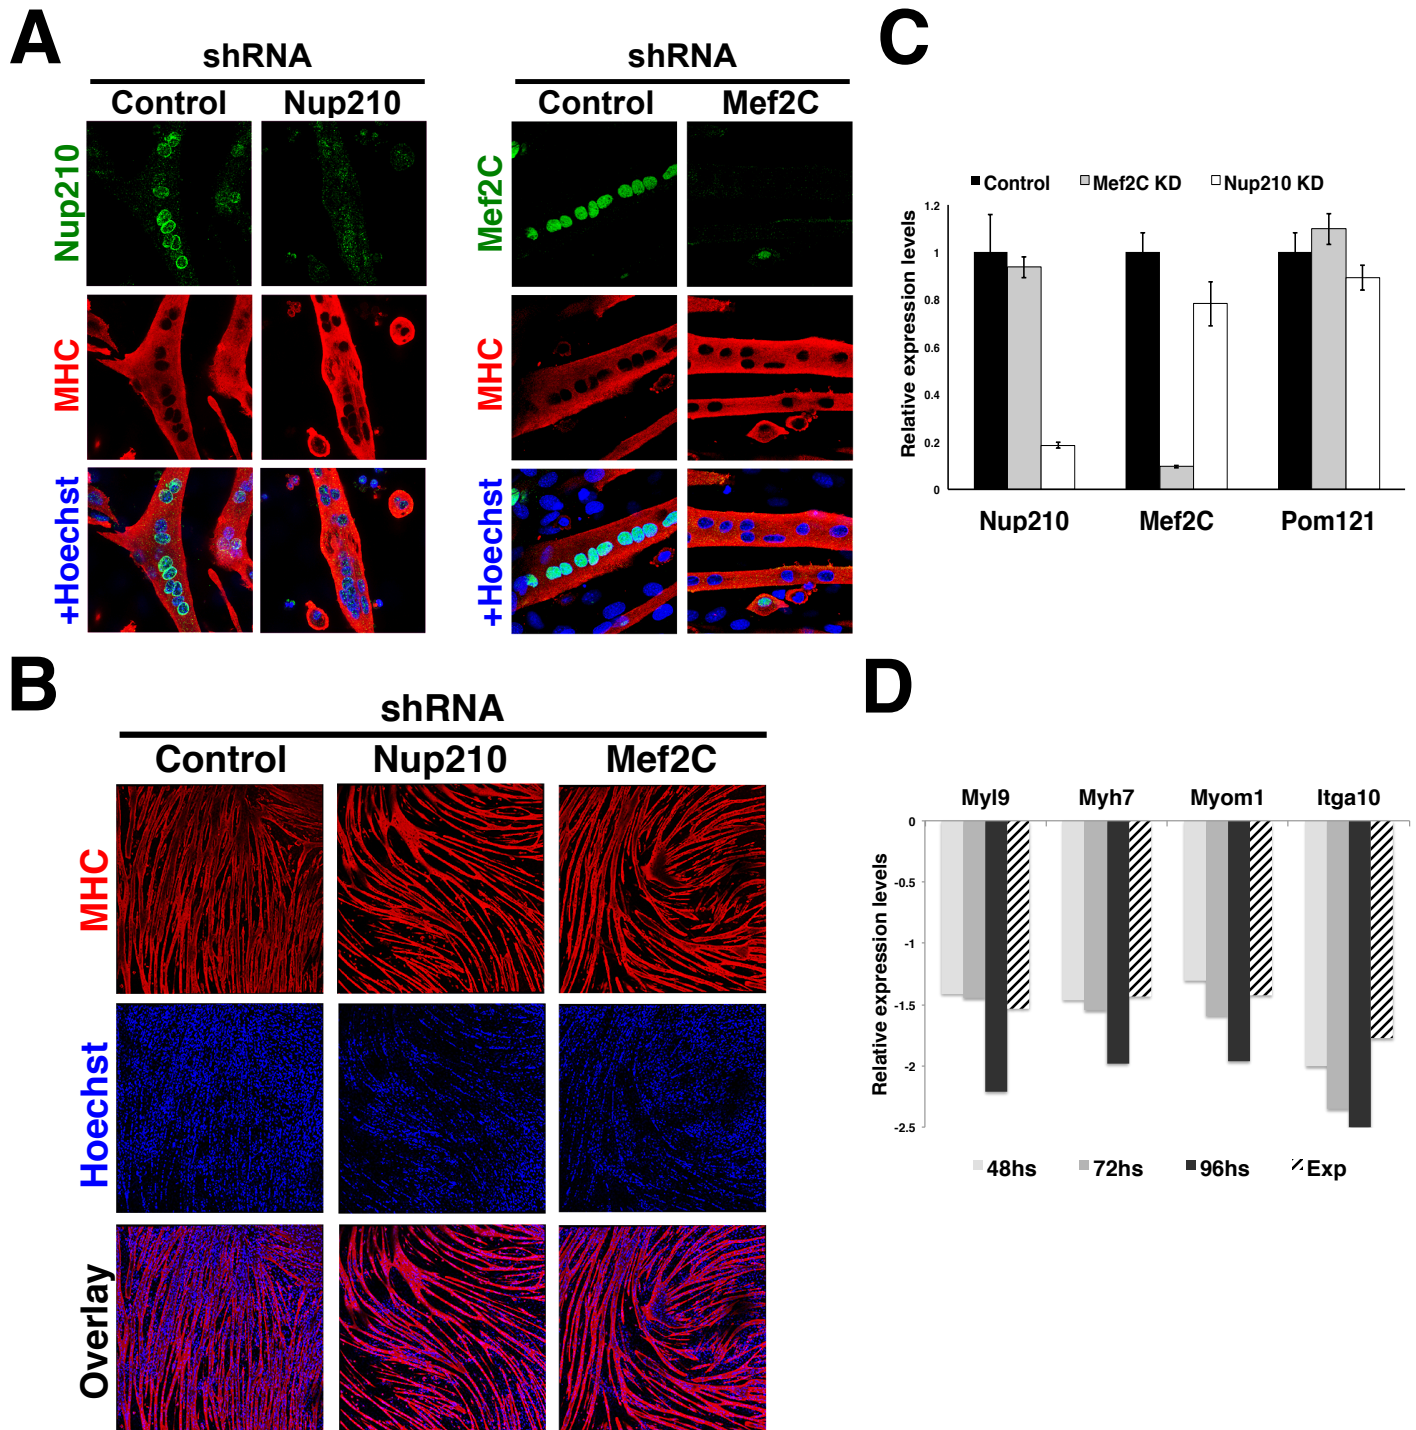 A
shRNA
Control Nup210
Nup210
MHC
+Hoechst
shRNA
Control Mef2C
Mef2C
MHC
+Hoechst
B
shRNA
Control Nup210 Mef2C
MHC
Hoechst
Overlay
C
Control Mef2C KD Nup210 KD
Relative expression levels
1.2
1
0.8
0.6
0.4
0.2
0
Nup210 Mef2C Pom121
D
Myl9 Myh7 Myom1 Itga10
Relative expression levels
0
-0.5
-1
-1.5
-2
-2.5
48hs 72hs 96hs Exp